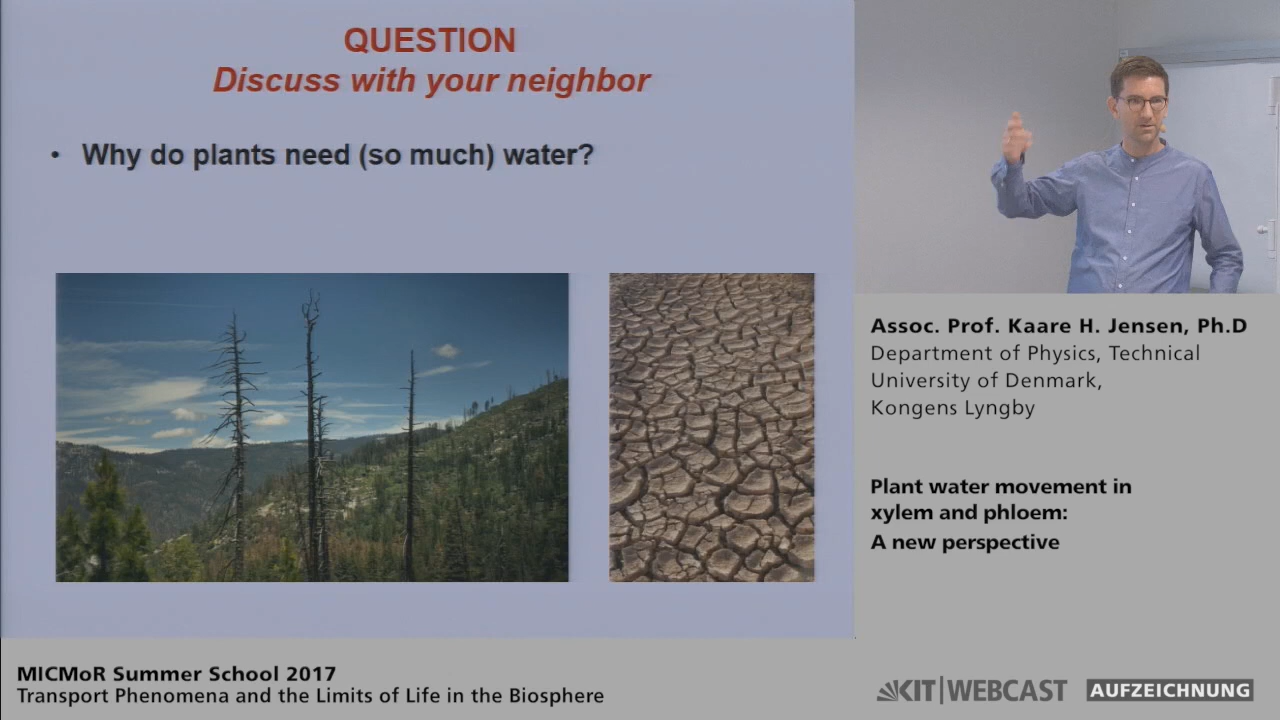 QUESTION
Discuss with your neighbor
• Why do plants need (so much) water?
Assoc. Prof. Kaare H. Jensen, Ph.D
Department of Physics, Technical
University of Denmark,
Kongens Lyngby
Plant water movement in
xylem and phloem:
A new perspective
MICMoR Summer School 2017
Transport Phenomena and the Limits of Life in the Biosphere
KIT|WEBCAST AUFZEICHNUNG